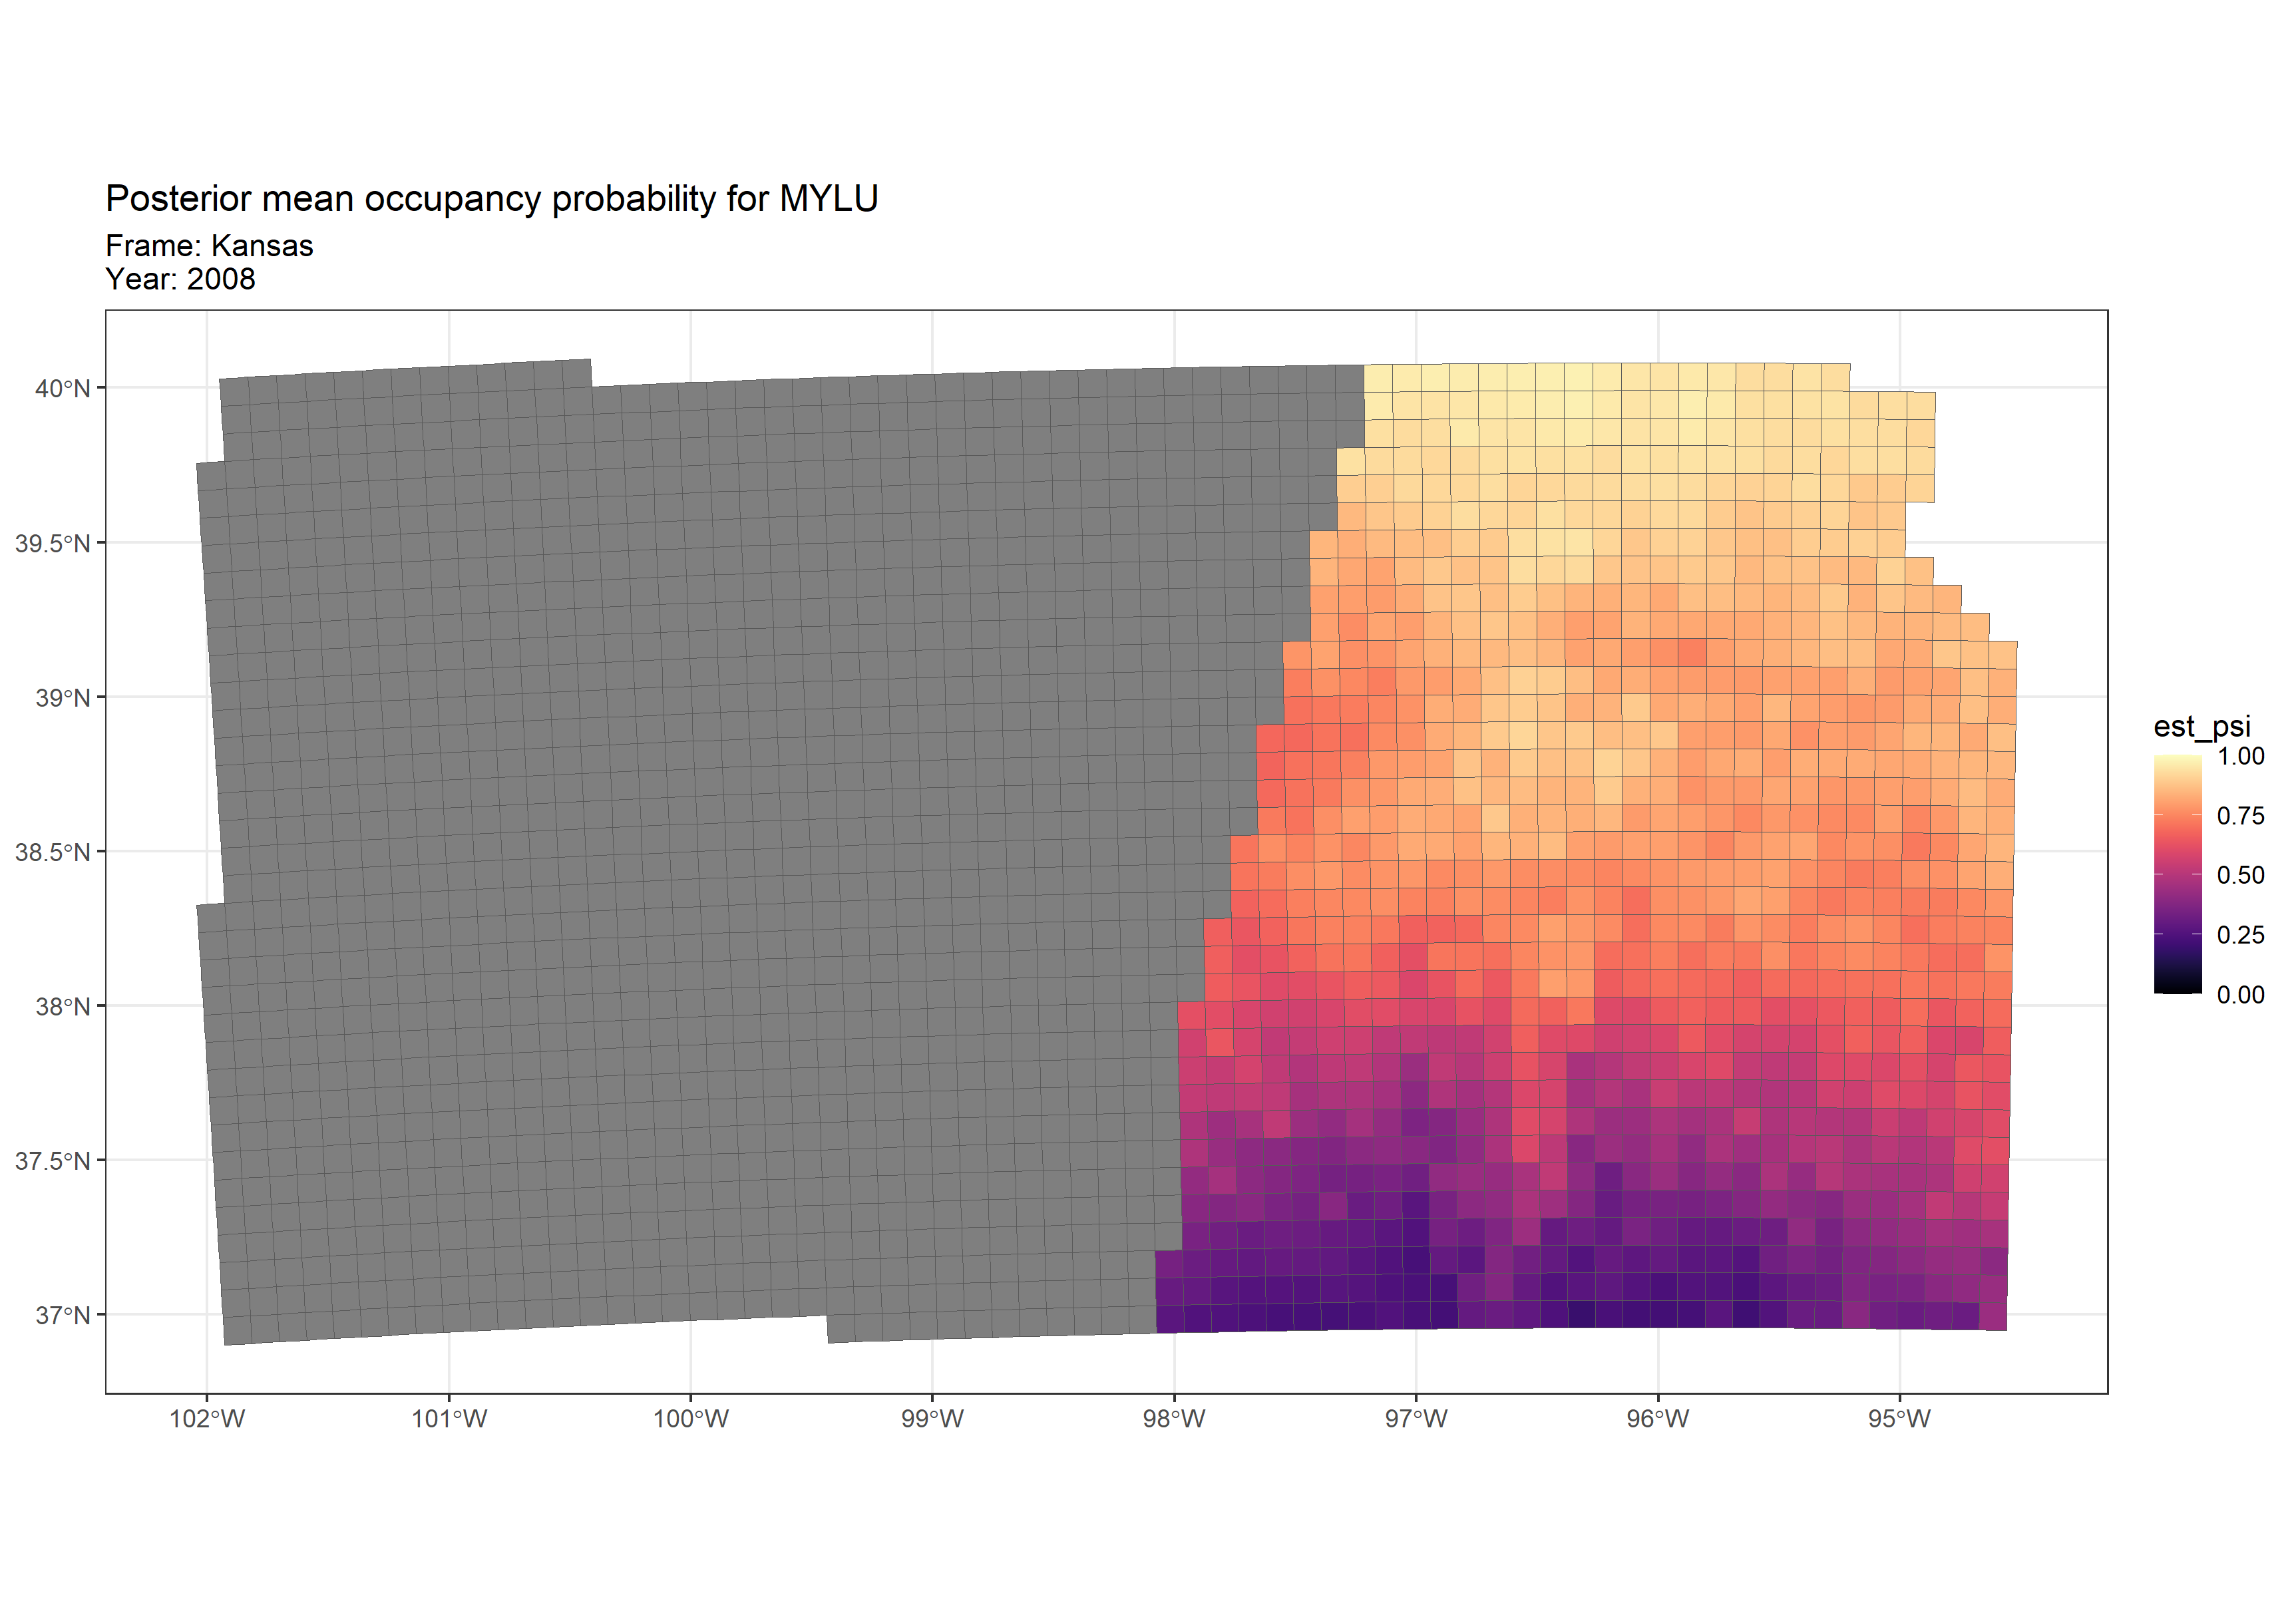 Posterior mean occupancy probability for MYLU
Frame: Kansas
Year: 2008
40°N
39.5°N
39°N
38.5°N
38°N
37.5°N
37°N
102°W
101°W
100°W
99°W
98°W
97°W
96°W
95°W
est_psi
1.00
0.75
0.50
0.25
0.00